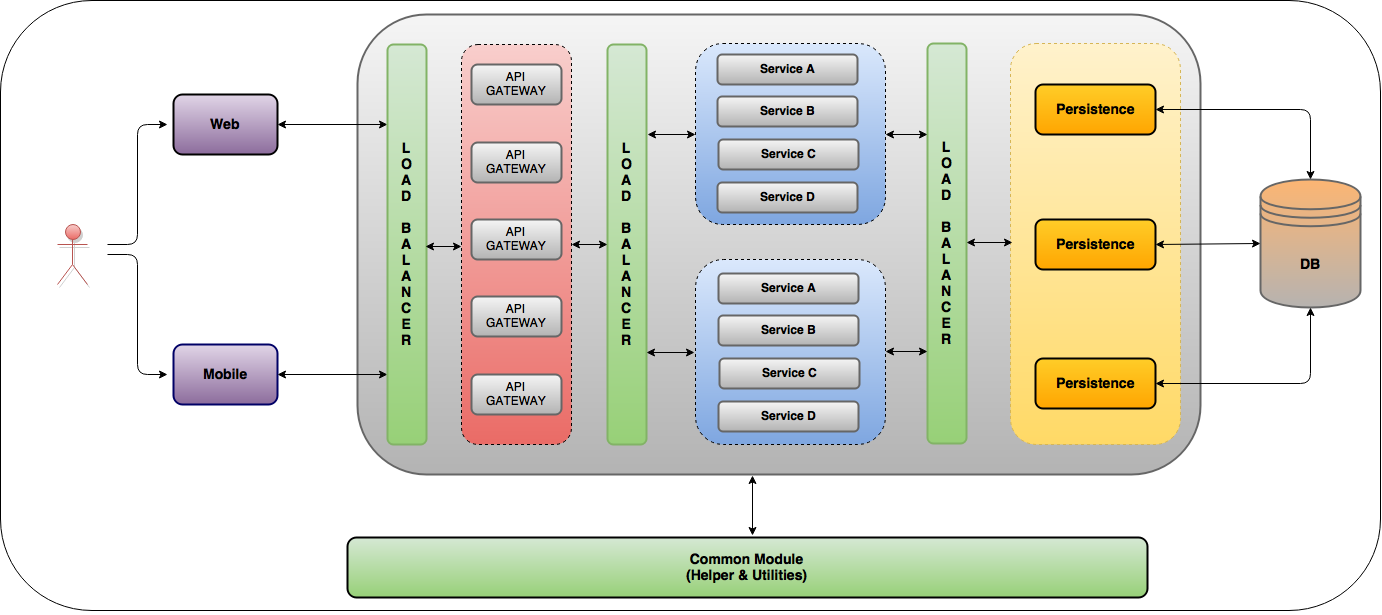 Web
Mobile
LOAD BALANCER
API
GATEWAY
API
GATEWAY
API
GATEWAY
API
GATEWAY
API
GATEWAY
LOAD BALANCER
Service A
Service B
Service C
Service D
Service A
Service B
Service C
Service D
LOAD BALANCER
Persistence
Persistence
Persistence
DB
Common Module
(Helper & Utilities)